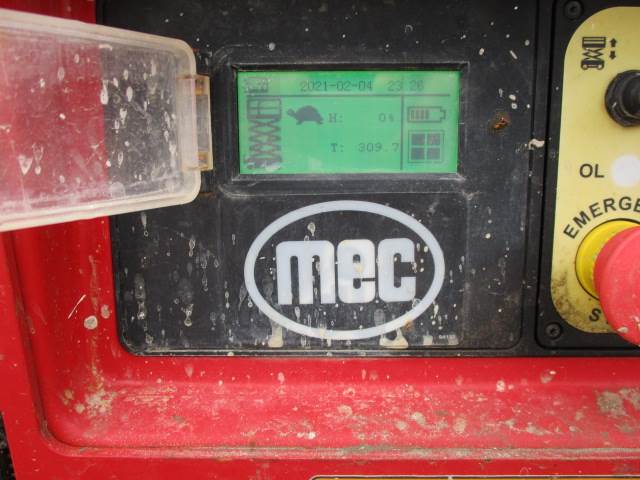 2021-02-04 23 26
H: 0%
T: 309.7
mec
OL
EMERGE
S